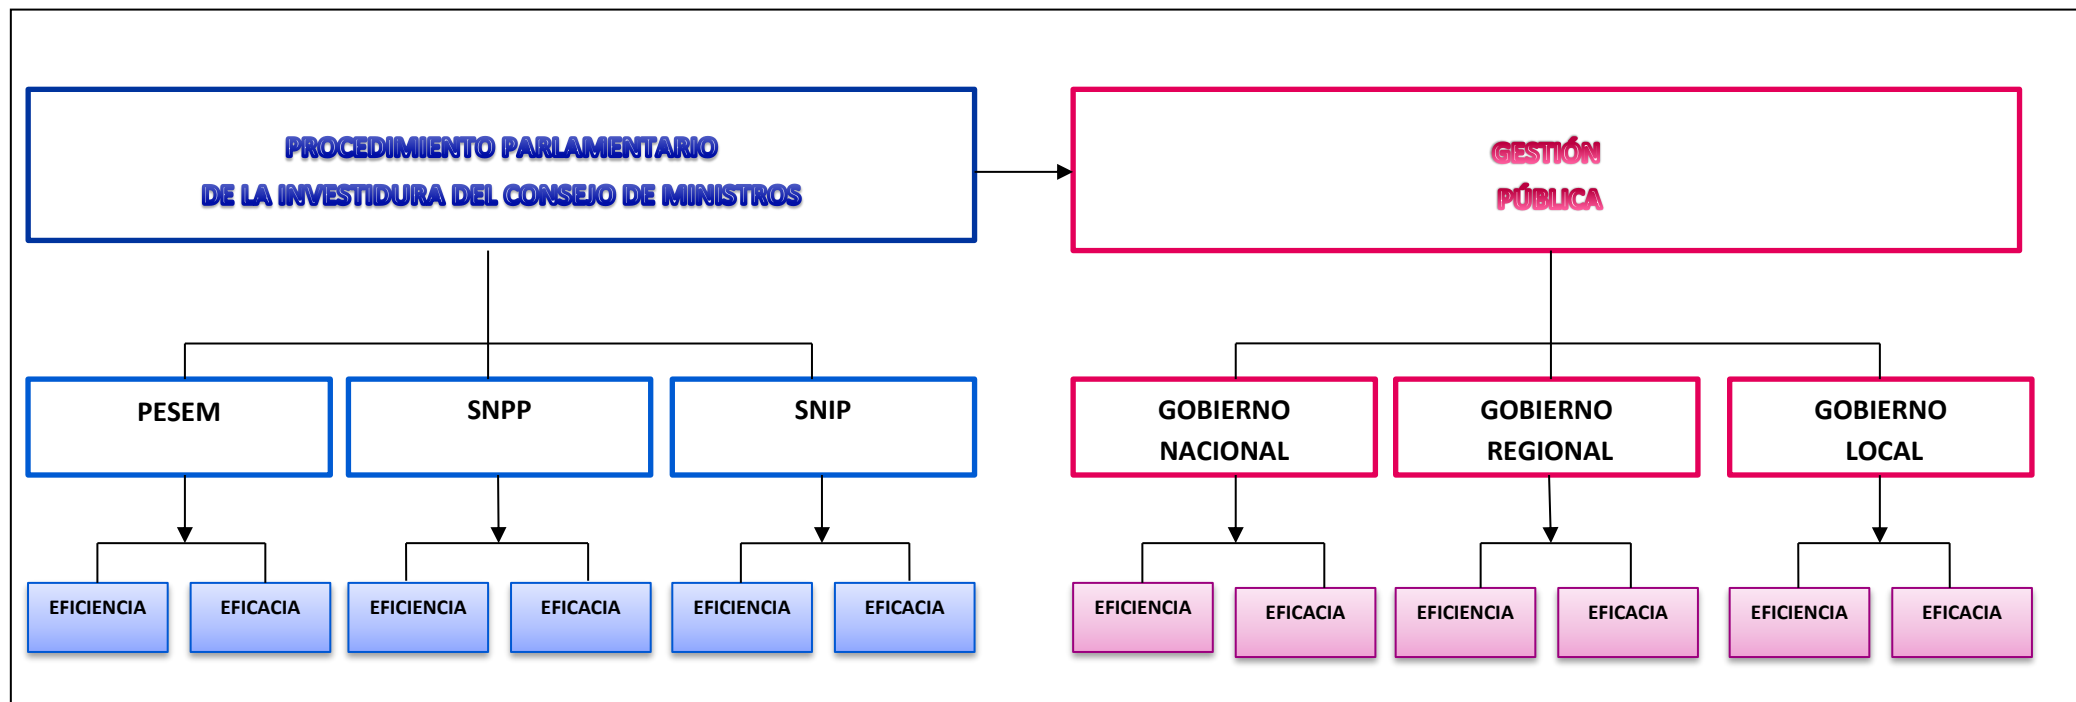 PROCEDIMIENTO PARLAMENTARIO
DE LA INVESTIDURA DEL CONSEJO DE MINISTROS
GESTIÓN
PÚBLICA
PESEM
SNPP
SNIP
GOBIERNO
NACIONAL
GOBIERNO
REGIONAL
GOBIERNO
LOCAL
EFICIENCIA
EFICACIA
EFICIENCIA
EFICACIA
EFICIENCIA
EFICACIA
EFICIENCIA
EFICACIA
EFICIENCIA
EFICACIA
EFICIENCIA
EFICACIA